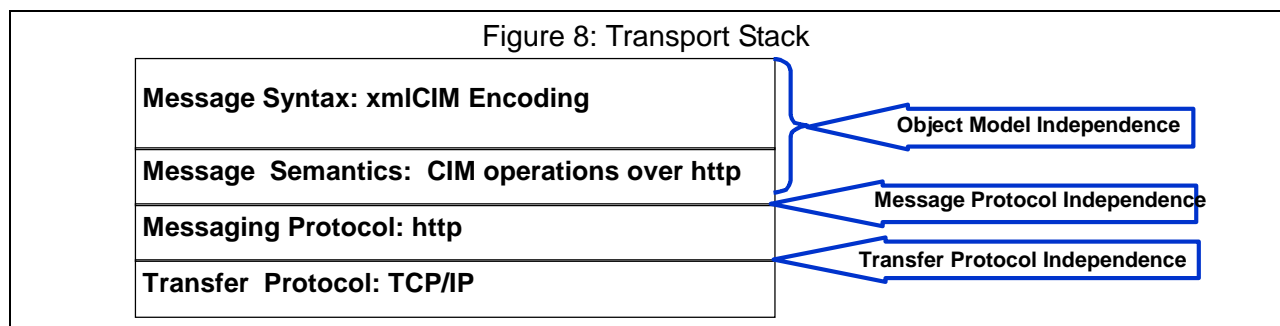 Figure 8: Transport Stack
Message Syntax: xmlCIM Encoding
Object Model Independence
Message Semantics: CIM operations over http
Message Protocol Independence
Messaging Protocol: http
Transfer Protocol Independence
Transfer Protocol: TCP/IP